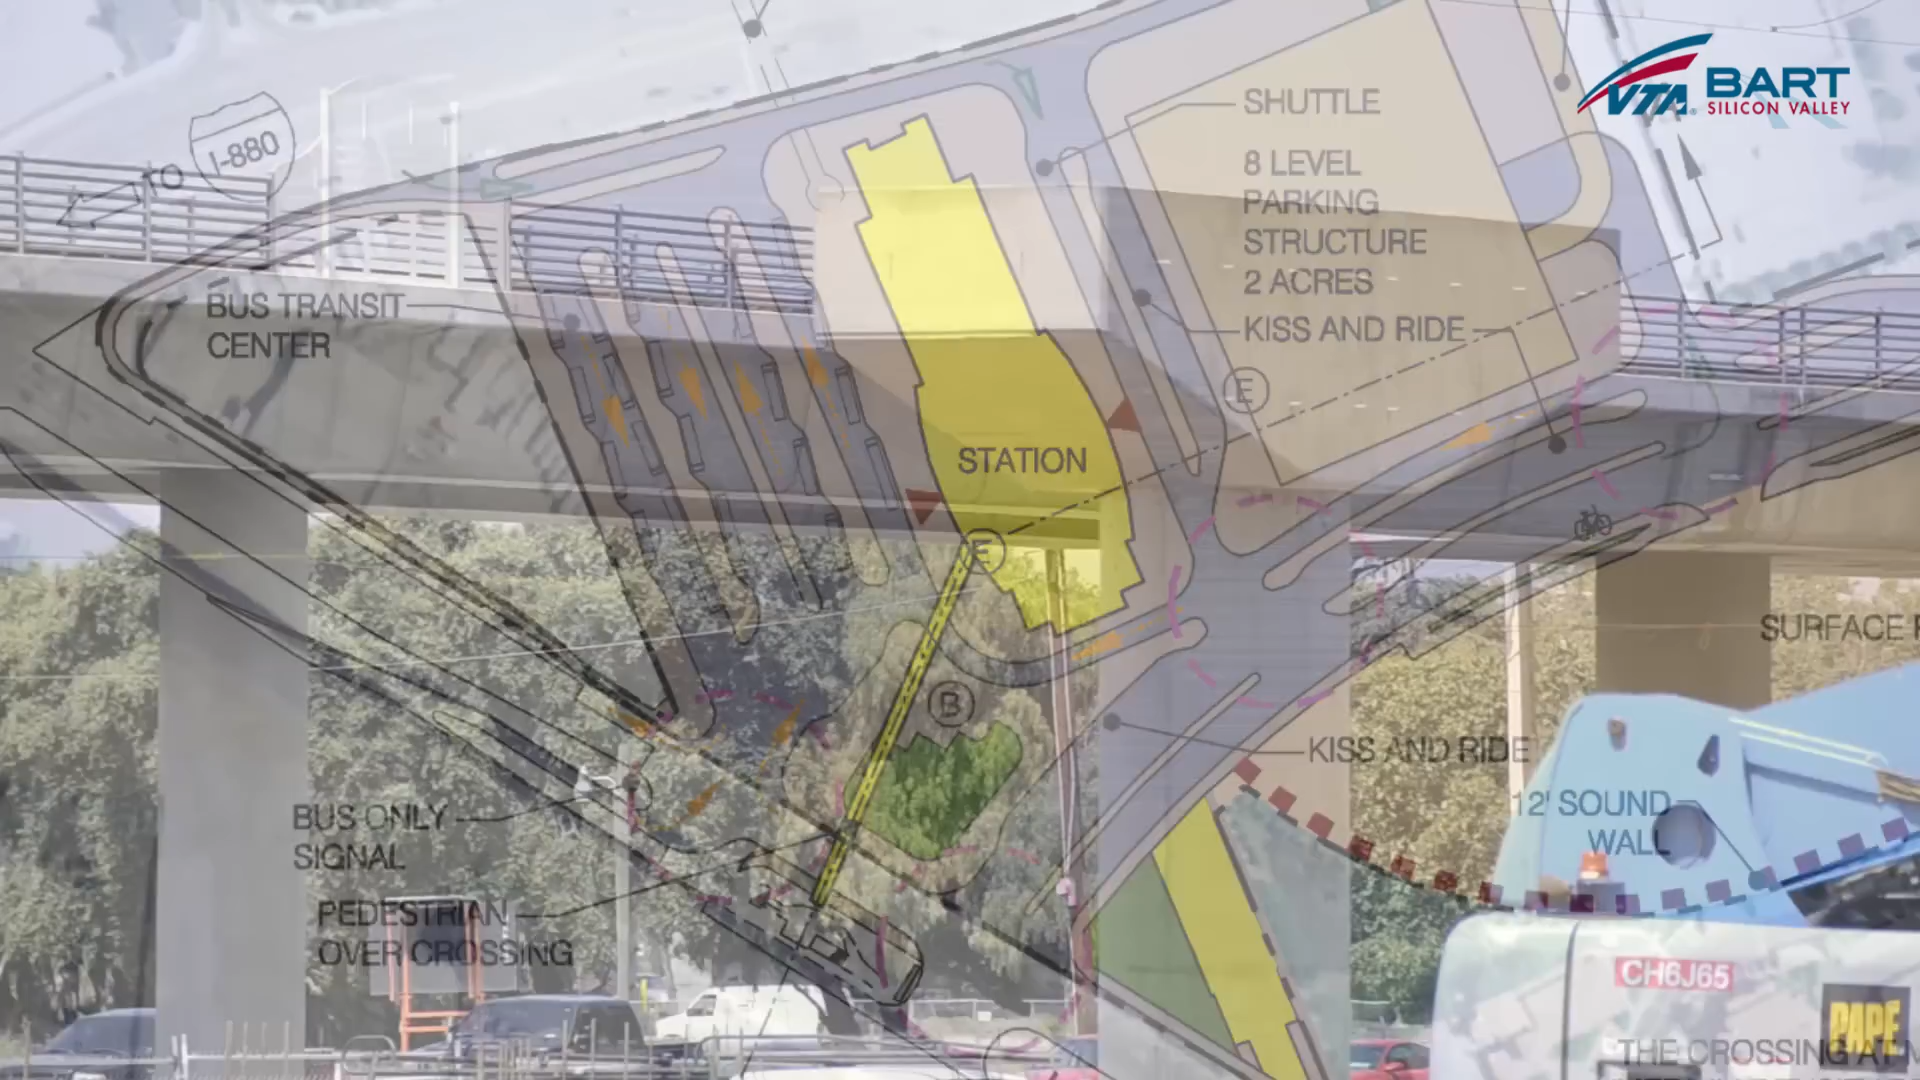 VTA BART
SILICON VALLEY
TO I-880
SHUTTLE
8 LEVEL
PARKING
STRUCTURE
2 ACRES
KISS AND RIDE
BUS TRANSIT
CENTER
E
STATION
E
B
SURFACE
KISS AND RIDE
12' SOUND
WALL
BUS ONLY
SIGNAL
PEDESTRIAN
OVER CROSSING
CH6J65
PAPE
THE CROSSING AT